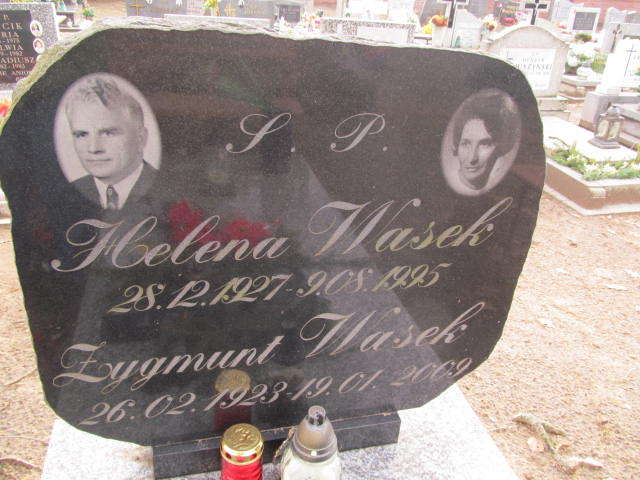 Ś. P.
Helena Wasek
28.12.1927-9.08.1995
Zygmunt Wasek
26.02.1923-19.01.2009